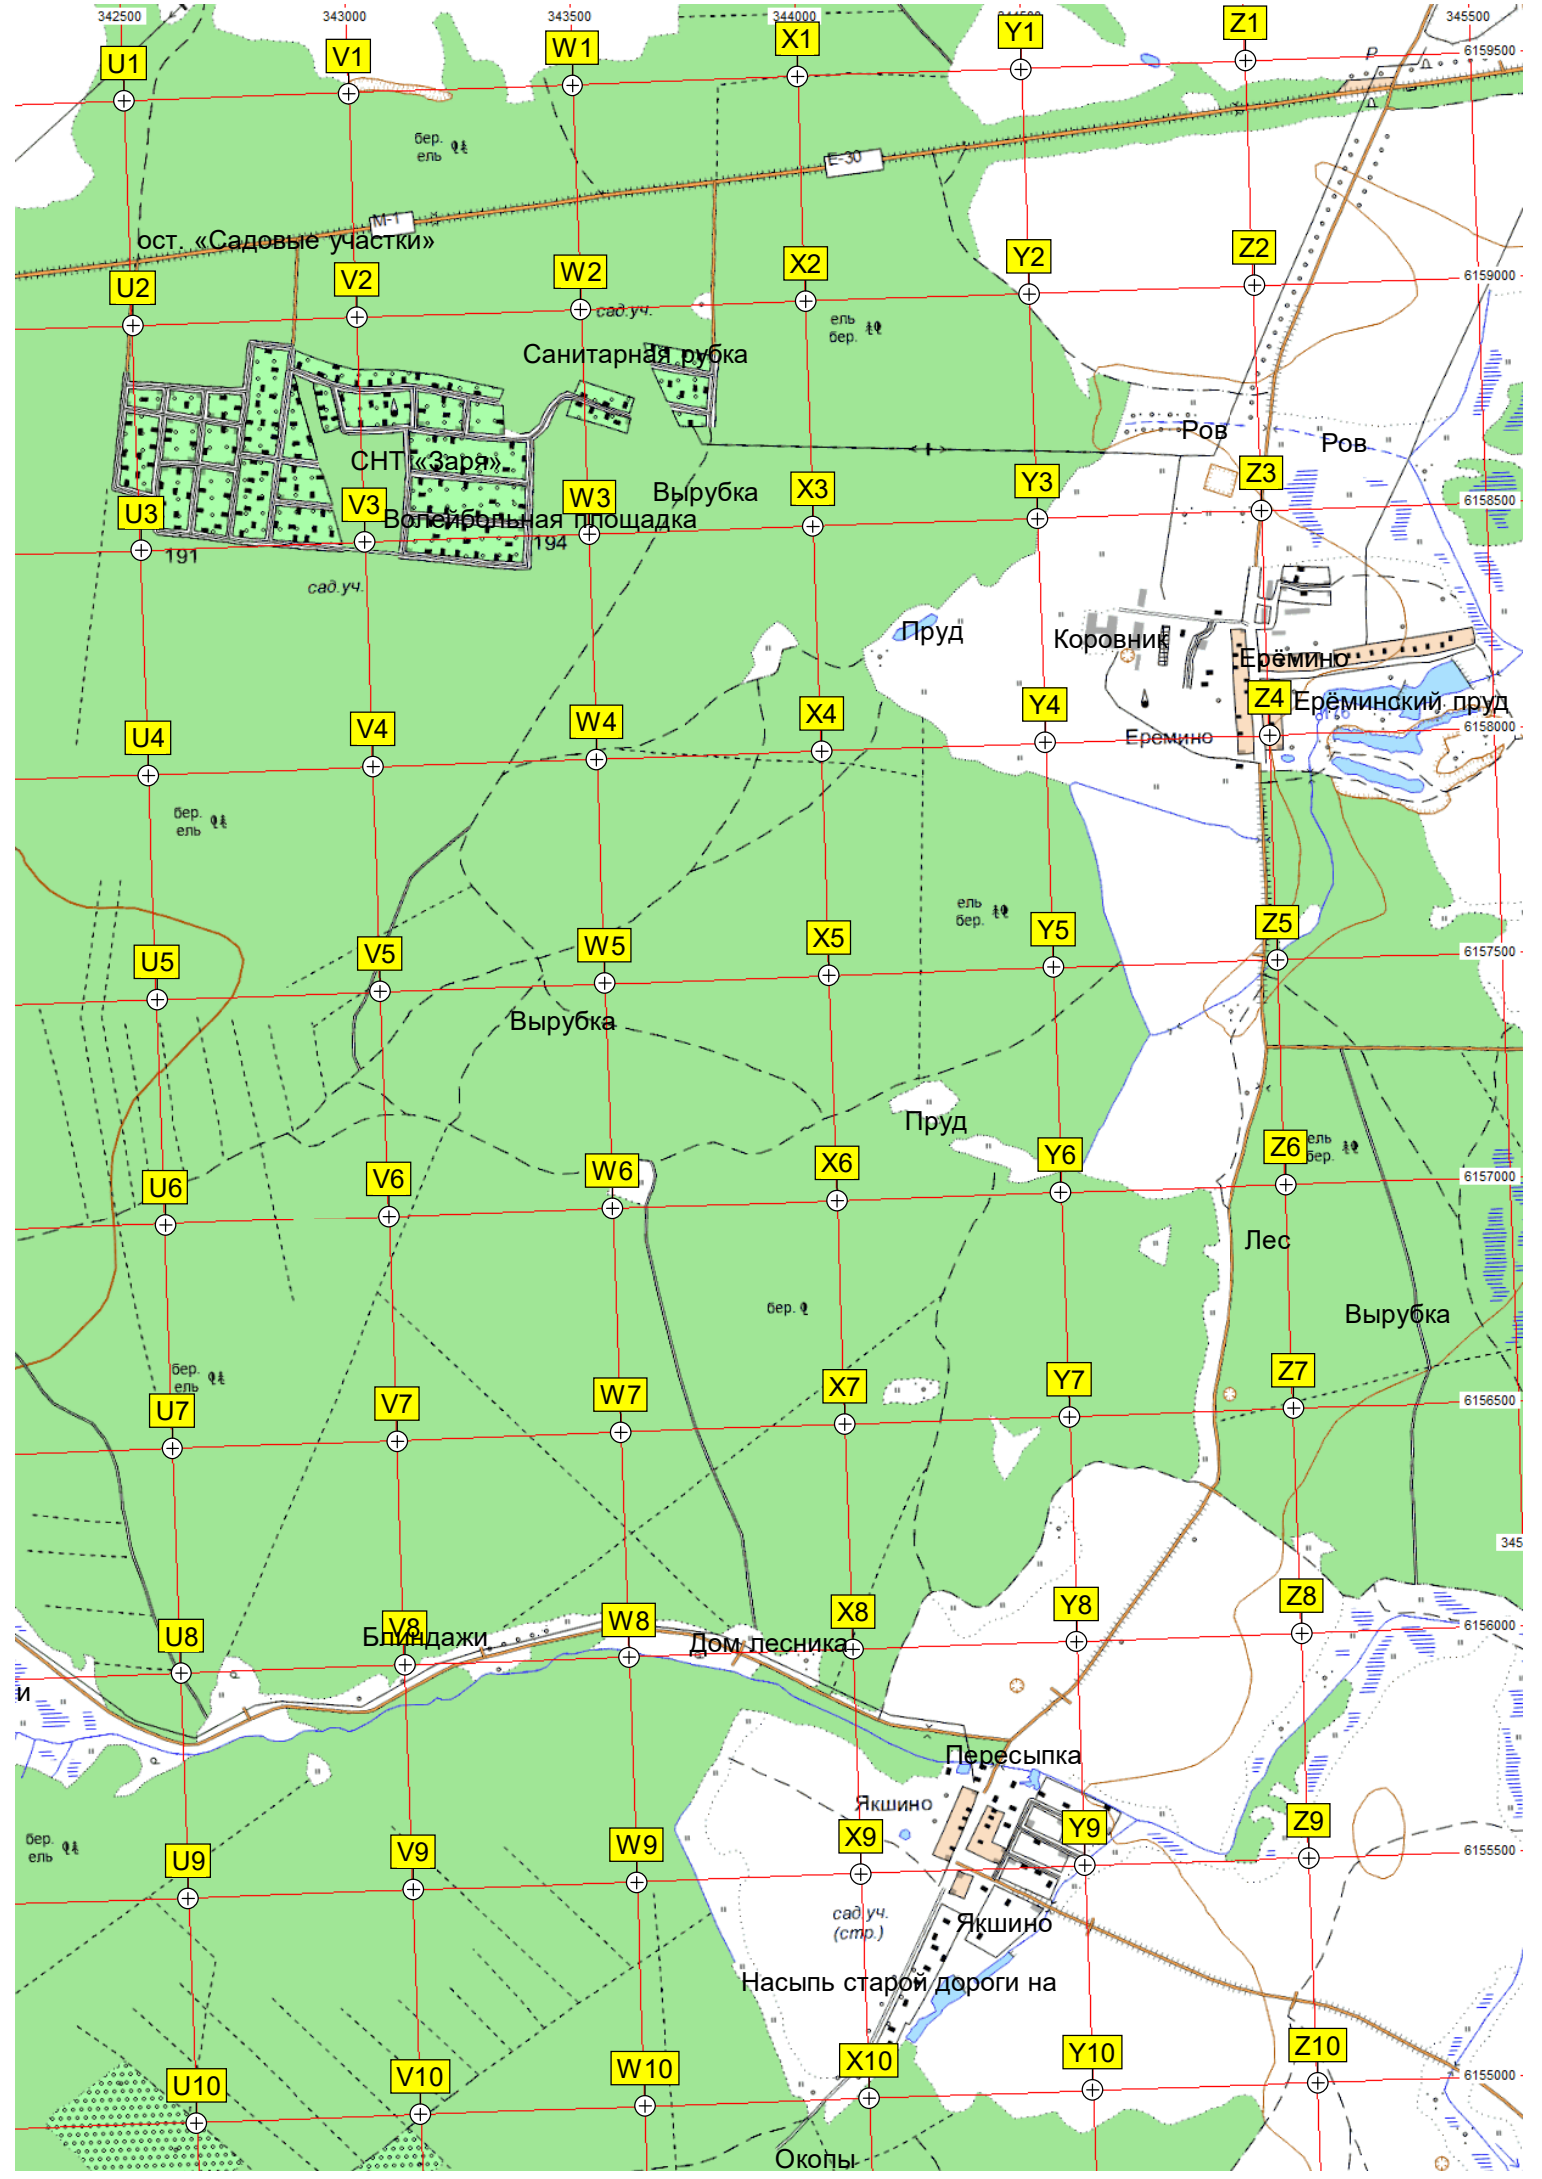 342500 343000 343500 344000 345500
U1 V1 W1 X1 Y1 Z1
6159500
Р
бер.
ель
E-30
М-1
ост. «Садовые участки»
U2 V2 W2 X2 Y2 Z2
6159000
сад.уч.
ель
бер.
Санитарная рубка
Ров
Ров
СНТ «Заря»
U3 V3 W3 X3 Y3 Z3
Вырубка
6158500
Волейбольная площадка
191
194
сад.уч.
Пруд
Коровник
Ерёмино
U4 V4 W4 X4 Y4 Z4
Ерёминский пруд
6158000
Еремино
бер.
ель
ель
бер.
U5 V5 W5 X5 Y5 Z5
6157500
Вырубка
Пруд
ель
бер.
U6 V6 W6 X6 Y6 Z6
6157000
Лес
бер.
Вырубка
бер.
ель
U7 V7 W7 X7 Y7 Z7
6156500
345
U8 V8 W8 X8 Y8 Z8
6156000
Блиндажи
Дом лесника
и
Пересыпка
Якшино
бер.
ель
U9 V9 W9 X9 Y9 Z9
6155500
сад.уч.
(стр.)
Якшино
Насыпь старой дороги на
U10 V10 W10 X10 Y10 Z10
6155000
Окопы